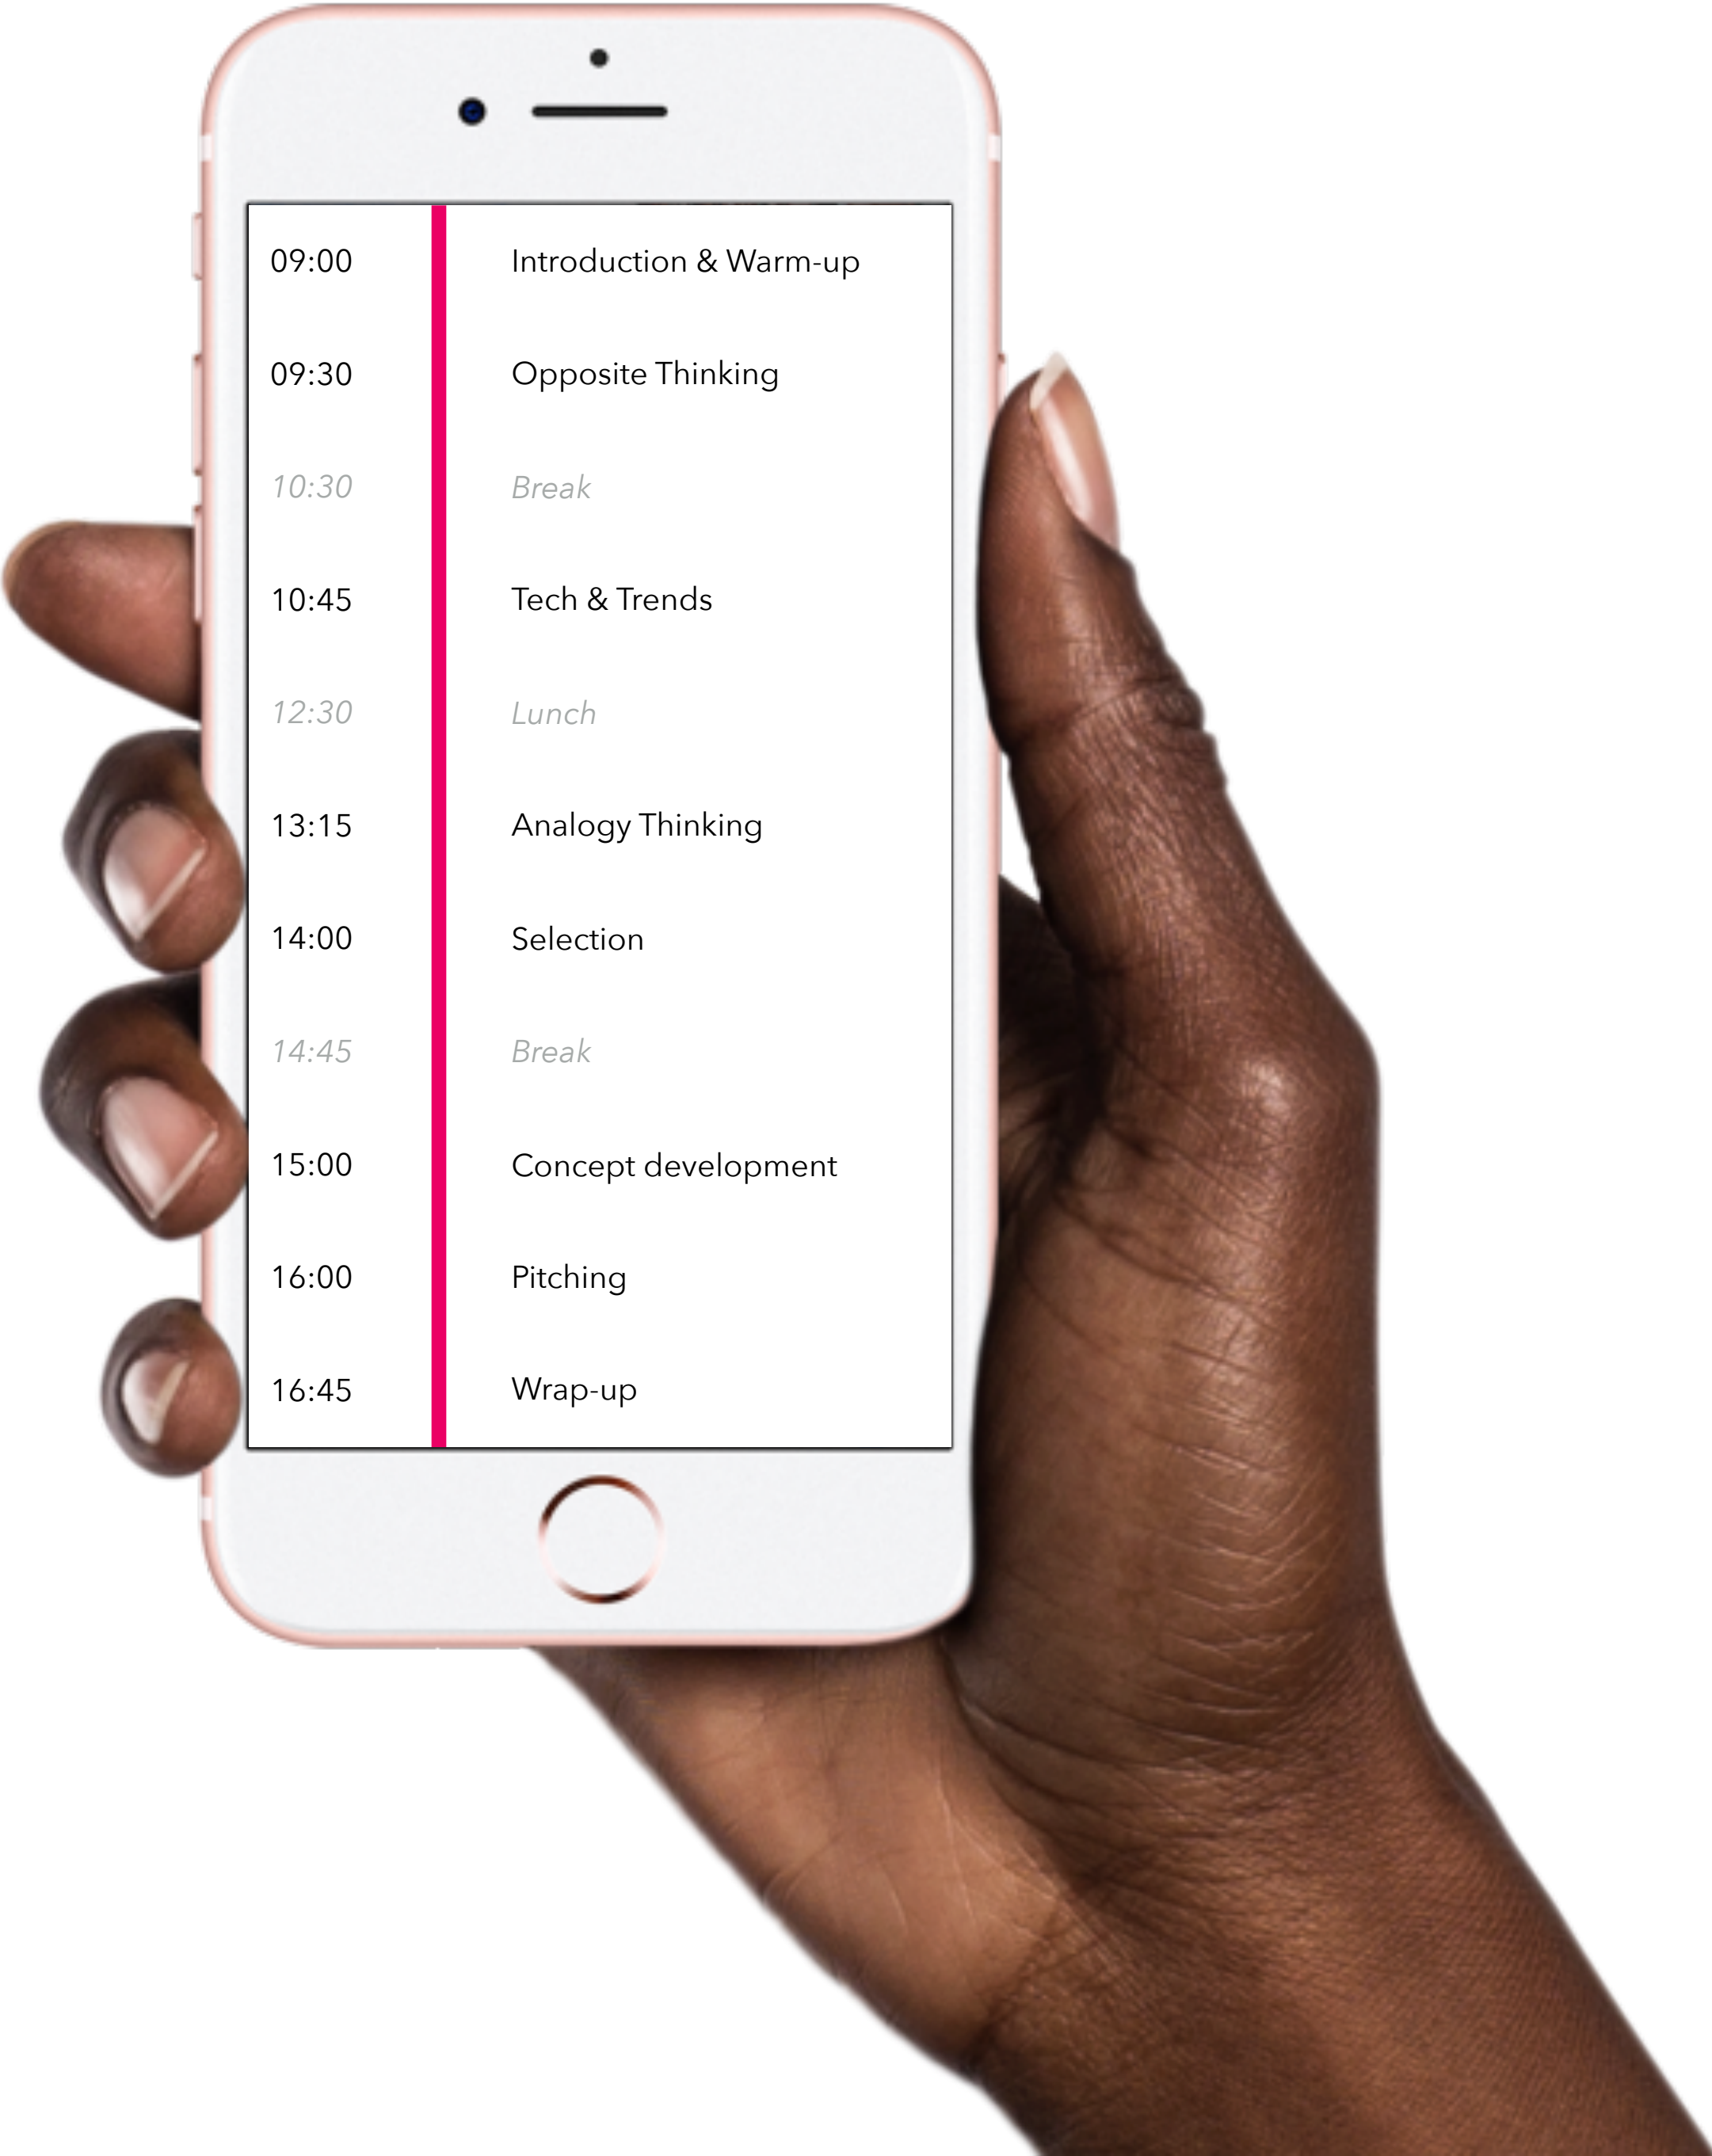 09:00 Introduction & Warm-up
09:30 Opposite Thinking
10:30 Break
10:45 Tech & Trends
12:30 Lunch
13:15 Analogy Thinking
14:00 Selection
14:45 Break
15:00 Concept development
16:00 Pitching
16:45 Wrap-up